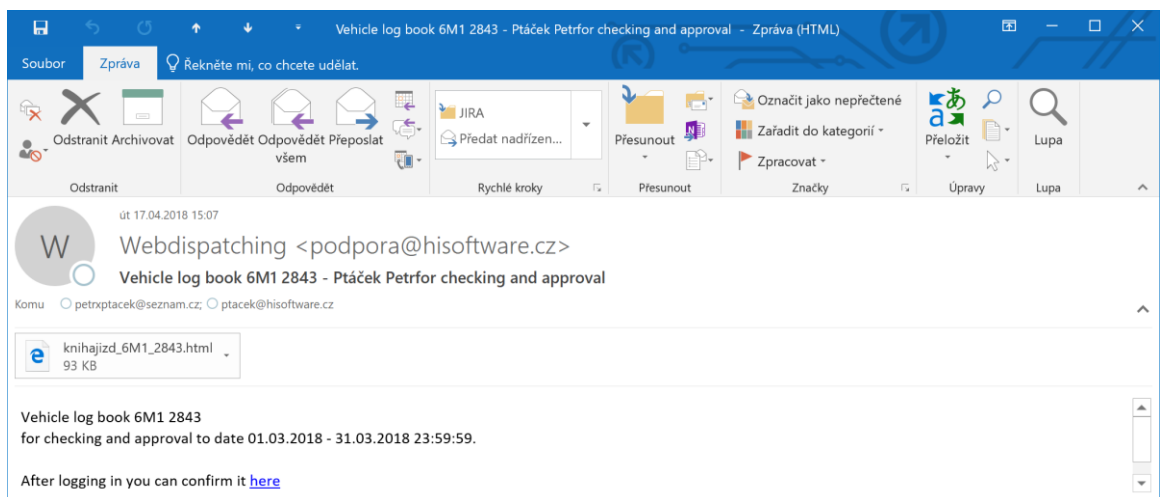 Vehicle log book 6M1 2843 - Ptáček Petrfor checking and approval - Zpráva (HTML)
Soubor Zpráva Řekněte mi, co chcete udělat.
Odstranit Archivovat
Odpovědět Odpovědět všem Přeposlat
JIRA
Předat nadřízen...
Přesunout
Označit jako nepřečtené
Zařadit do kategorií
Zpracovat
Přeložit
Lupa
Odstranit Odpovědět Rychlé kroky Přesunout Značky Úpravy Lupa
W
út 17.04.2018 15:07
Webdispatching <podpora@hisoftware.cz>
Vehicle log book 6M1 2843 - Ptáček Petrfor checking and approval
Komu petrxptacek@seznam.cz; ptacek@hisoftware.cz
knihajizd_6M1_2843.html
93 KB
Vehicle log book 6M1 2843
for checking and approval to date 01.03.2018 - 31.03.2018 23:59:59.
After logging in you can confirm it here